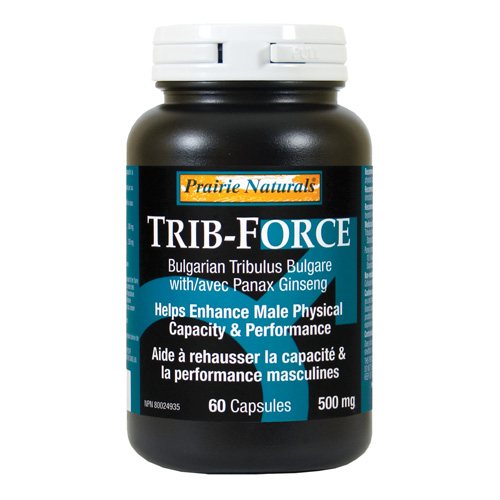 Prairie Naturals®
TRIB-FORCE
Bulgarian Tribulus Bulgare
with/avec Panax Ginseng
Helps Enhance Male Physical
Capacity & Performance
Aide à rehausser la capacité &
la performance masculines
60 Capsules 500 mg
NPN 80024935